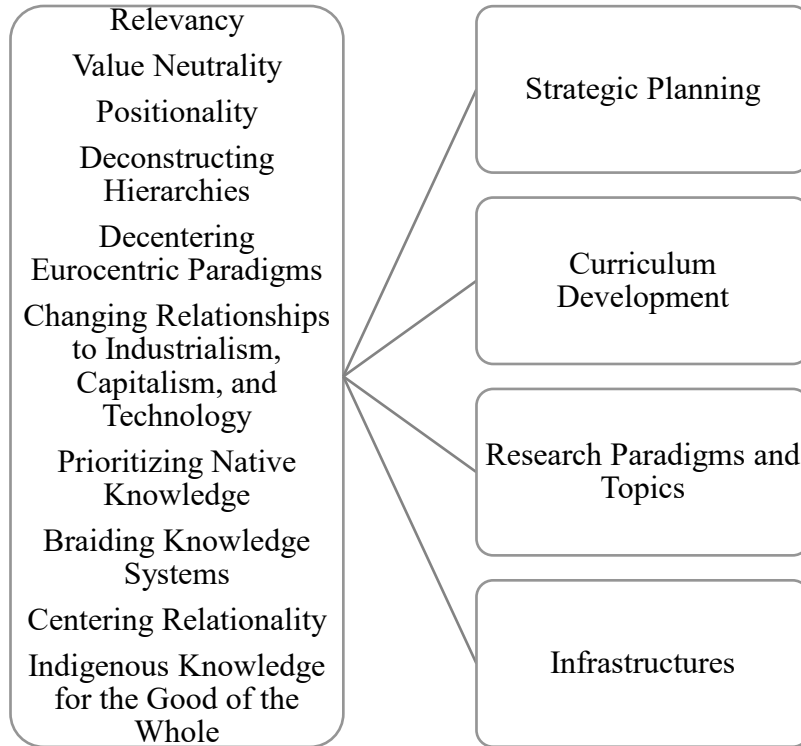 Relevancy
Value Neutrality
Positionality
Deconstructing
Hierarchies
Decentering
Eurocentric Paradigms
Changing Relationships
to Industrialism,
Capitalism, and
Technology
Prioritizing Native
Knowledge
Braiding Knowledge
Systems
Centering Relationality
Indigenous Knowledge
for the Good of the
Whole
Strategic Planning
Curriculum
Development
Research Paradigms and
Topics
Infrastructures